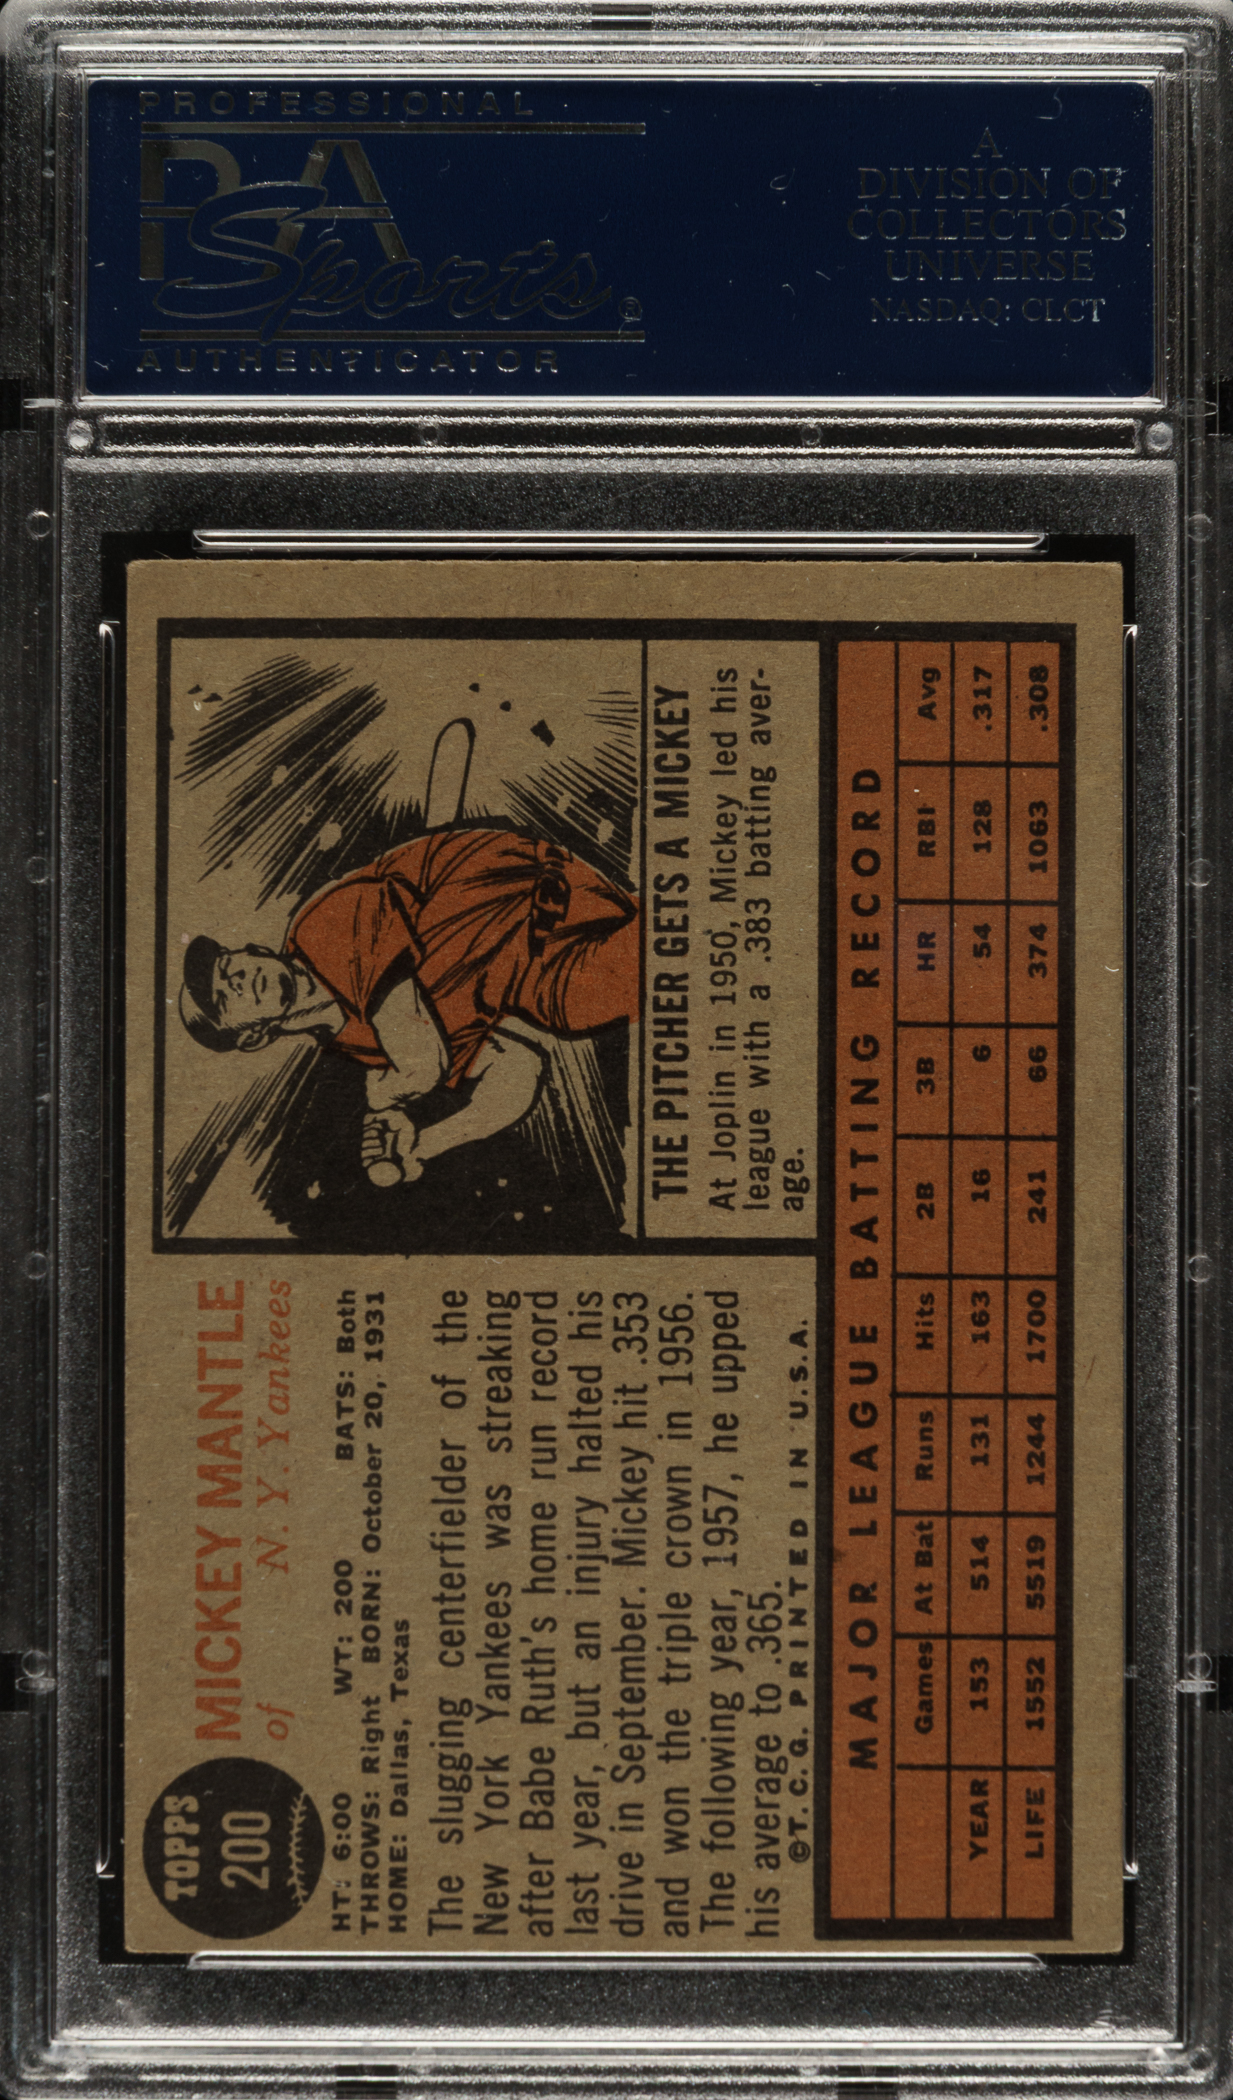 PROFESSIONAL
PSA
Sports®
AUTHENTICATOR
A
DIVISION OF
COLLECTORS
UNIVERSE
NASDAQ: CLCT
TOPPS
200
MICKEY MANTLE
of N. Y. Yankees
HT: 6:00 WT: 200 BATS: Both
THROWS: Right BORN: October 20, 1931
HOME: Dallas, Texas
The slugging centerfielder of the
New York Yankees was streaking
after Babe Ruth's home run record
last year, but an injury halted his
drive in September. Mickey hit .353
and won the triple crown in 1956.
The following year, 1957, he upped
his average to .365.
©T. C. G. PRINTED IN U.S.A.
THE PITCHER GETS A MICKEY
At Joplin in 1950, Mickey led his
league with a .383 batting aver-
age.
MAJOR LEAGUE BATTING RECORD
Games At Bat Runs Hits 2B 3B HR RBI Avg
YEAR 153 514 131 163 16 6 54 128 .317
LIFE 1552 5519 1244 1700 241 66 374 1063 .308